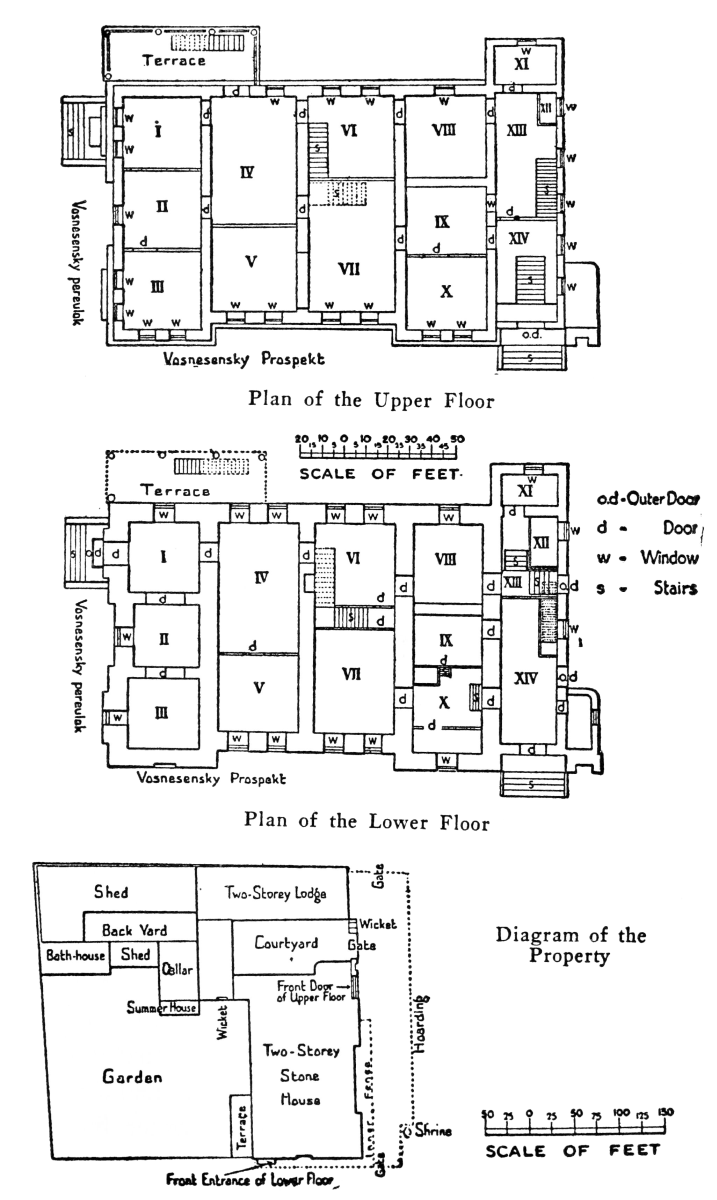 Terrace
s
w
d
w
w
w
w
w
XI
d
XII
w
s
w
I
d
d
VI
d
VIII
d
XIII
w
w
s
IV
w
II
s
s
w
d
w
d
d
d
IX
d
w
d
d
XIV
w
Vosnesensky pereulok
w
III
V
VII
X
s
w
w
w
w
w
w
w
w
w
w
o.d.
s
Vosnesensky Prospekt
Plan of the Upper Floor
20 15 10 5 0 5 10 15 20 25 30 35 40 45 50
SCALE OF FEET.
Terrace
w
XI
d
o.d - Outer Door
d - Door
w - Window
s - Stairs
w
w
w
w
w
w
XII
w
s
o d
d
I
d
IV
d
VI
VIII
s
XIII
s
o d
d
d
d
d
d
s
d
w
II
IX
d
w
d
d
d
Vosnesensky pereulok
w
III
V
VII
d
X
s
d
d
XIV
o d
d
w
w
w
w
w
d
s
Vosnesensky Prospekt
Plan of the Lower Floor
Shed
Two-Storey Lodge
Gate
Back Yard
Wicket
Bath-house
Shed
Cellar
Courtyard
Gate
Diagram of the
Property
Front Door
of Upper Floor
Summer House
Wicket
Hoarding
Garden
Two-Storey
Stone
House
Inner Fence
Terrace
Shrine
Gate
Front Entrance of Lower Floor
50 25 0 25 50 75 100 125 150
SCALE OF FEET